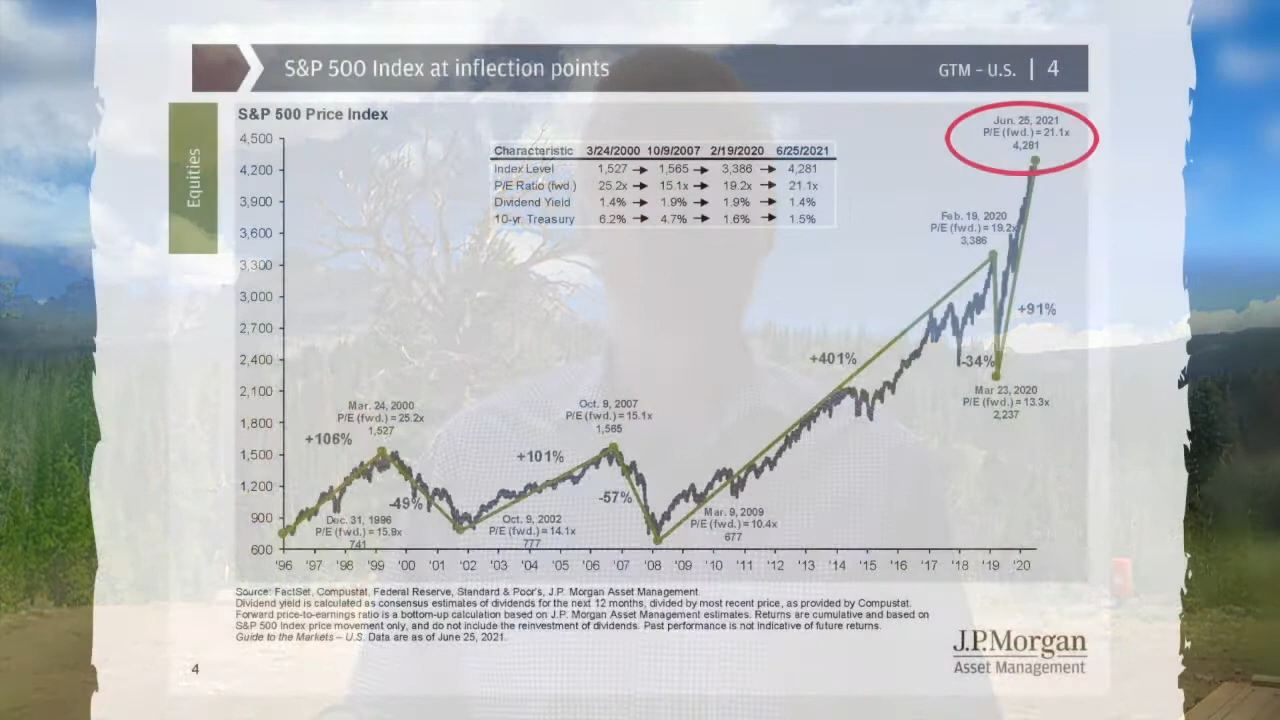 S&P 500 Index at inflection points
GTM – U.S. | 4
Equities
S&P 500 Price Index
Characteristic 3/24/2000 10/9/2007 2/19/2020 6/25/2021
Index Level 1,527 → 1,565 → 3,386 → 4,281
P/E Ratio (fwd.) 25.2x → 15.1x → 19.2x → 21.1x
Dividend Yield 1.4% → 1.9% → 1.9% → 1.4%
10-yr. Treasury 6.2% → 4.7% → 1.6% → 1.5%
Jun. 25, 2021
P/E (fwd.) = 21.1x
4,281
4,500
4,200
3,900
3,600
3,300
3,000
2,700
2,400
2,100
1,800
1,500
1,200
900
600
Feb. 19, 2020
P/E (fwd.) = 19.2x
3,386
+91%
+401%
-34%
Mar 23, 2020
P/E (fwd.) = 13.3x
2,237
Mar. 24, 2000
P/E (fwd.) = 25.2x
1,527
+106%
Oct. 9, 2007
P/E (fwd.) = 15.1x
1,565
+101%
-49%
-57%
Dec. 31, 1996
P/E (fwd.) = 15.9x
741
Oct. 9, 2002
P/E (fwd.) = 14.1x
777
Mar. 9, 2009
P/E (fwd.) = 10.4x
677
'96 '97 '98 '99 '00 '01 '02 '03 '04 '05 '06 '07 '08 '09 '10 '11 '12 '13 '14 '15 '16 '17 '18 '19 '20
Source: FactSet, Compustat, Federal Reserve, Standard & Poor's, J.P. Morgan Asset Management.
Dividend yield is calculated as consensus estimates of dividends for the next 12 months, divided by most recent price, as provided by Compustat.
Forward price-to-earnings ratio is a bottom-up calculation based on J.P. Morgan Asset Management estimates. Returns are cumulative and based on
S&P 500 Index price movement only, and do not include the reinvestment of dividends. Past performance is not indicative of future returns.
Guide to the Markets – U.S. Data are as of June 25, 2021.
J.P.Morgan
Asset Management
4